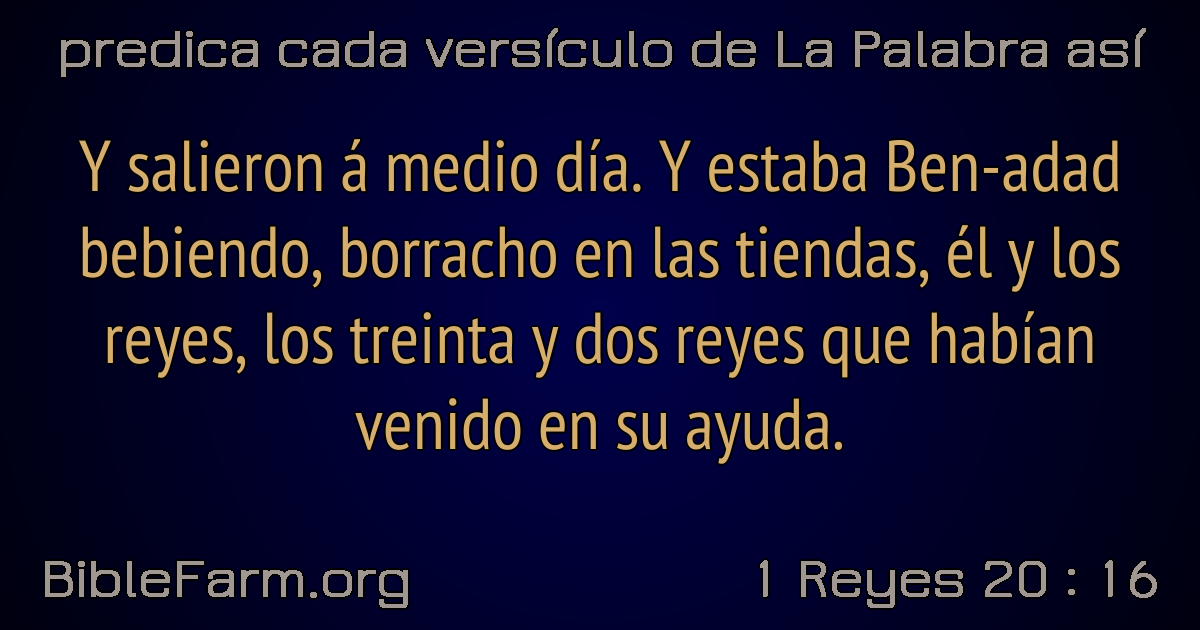 predica cada versículo de La Palabra así
Y salieron á medio día. Y estaba Ben-adad
bebiendo, borracho en las tiendas, él y los
reyes, los treinta y dos reyes que habían
venido en su ayuda.
BibleFarm.org
1 Reyes 20 : 16